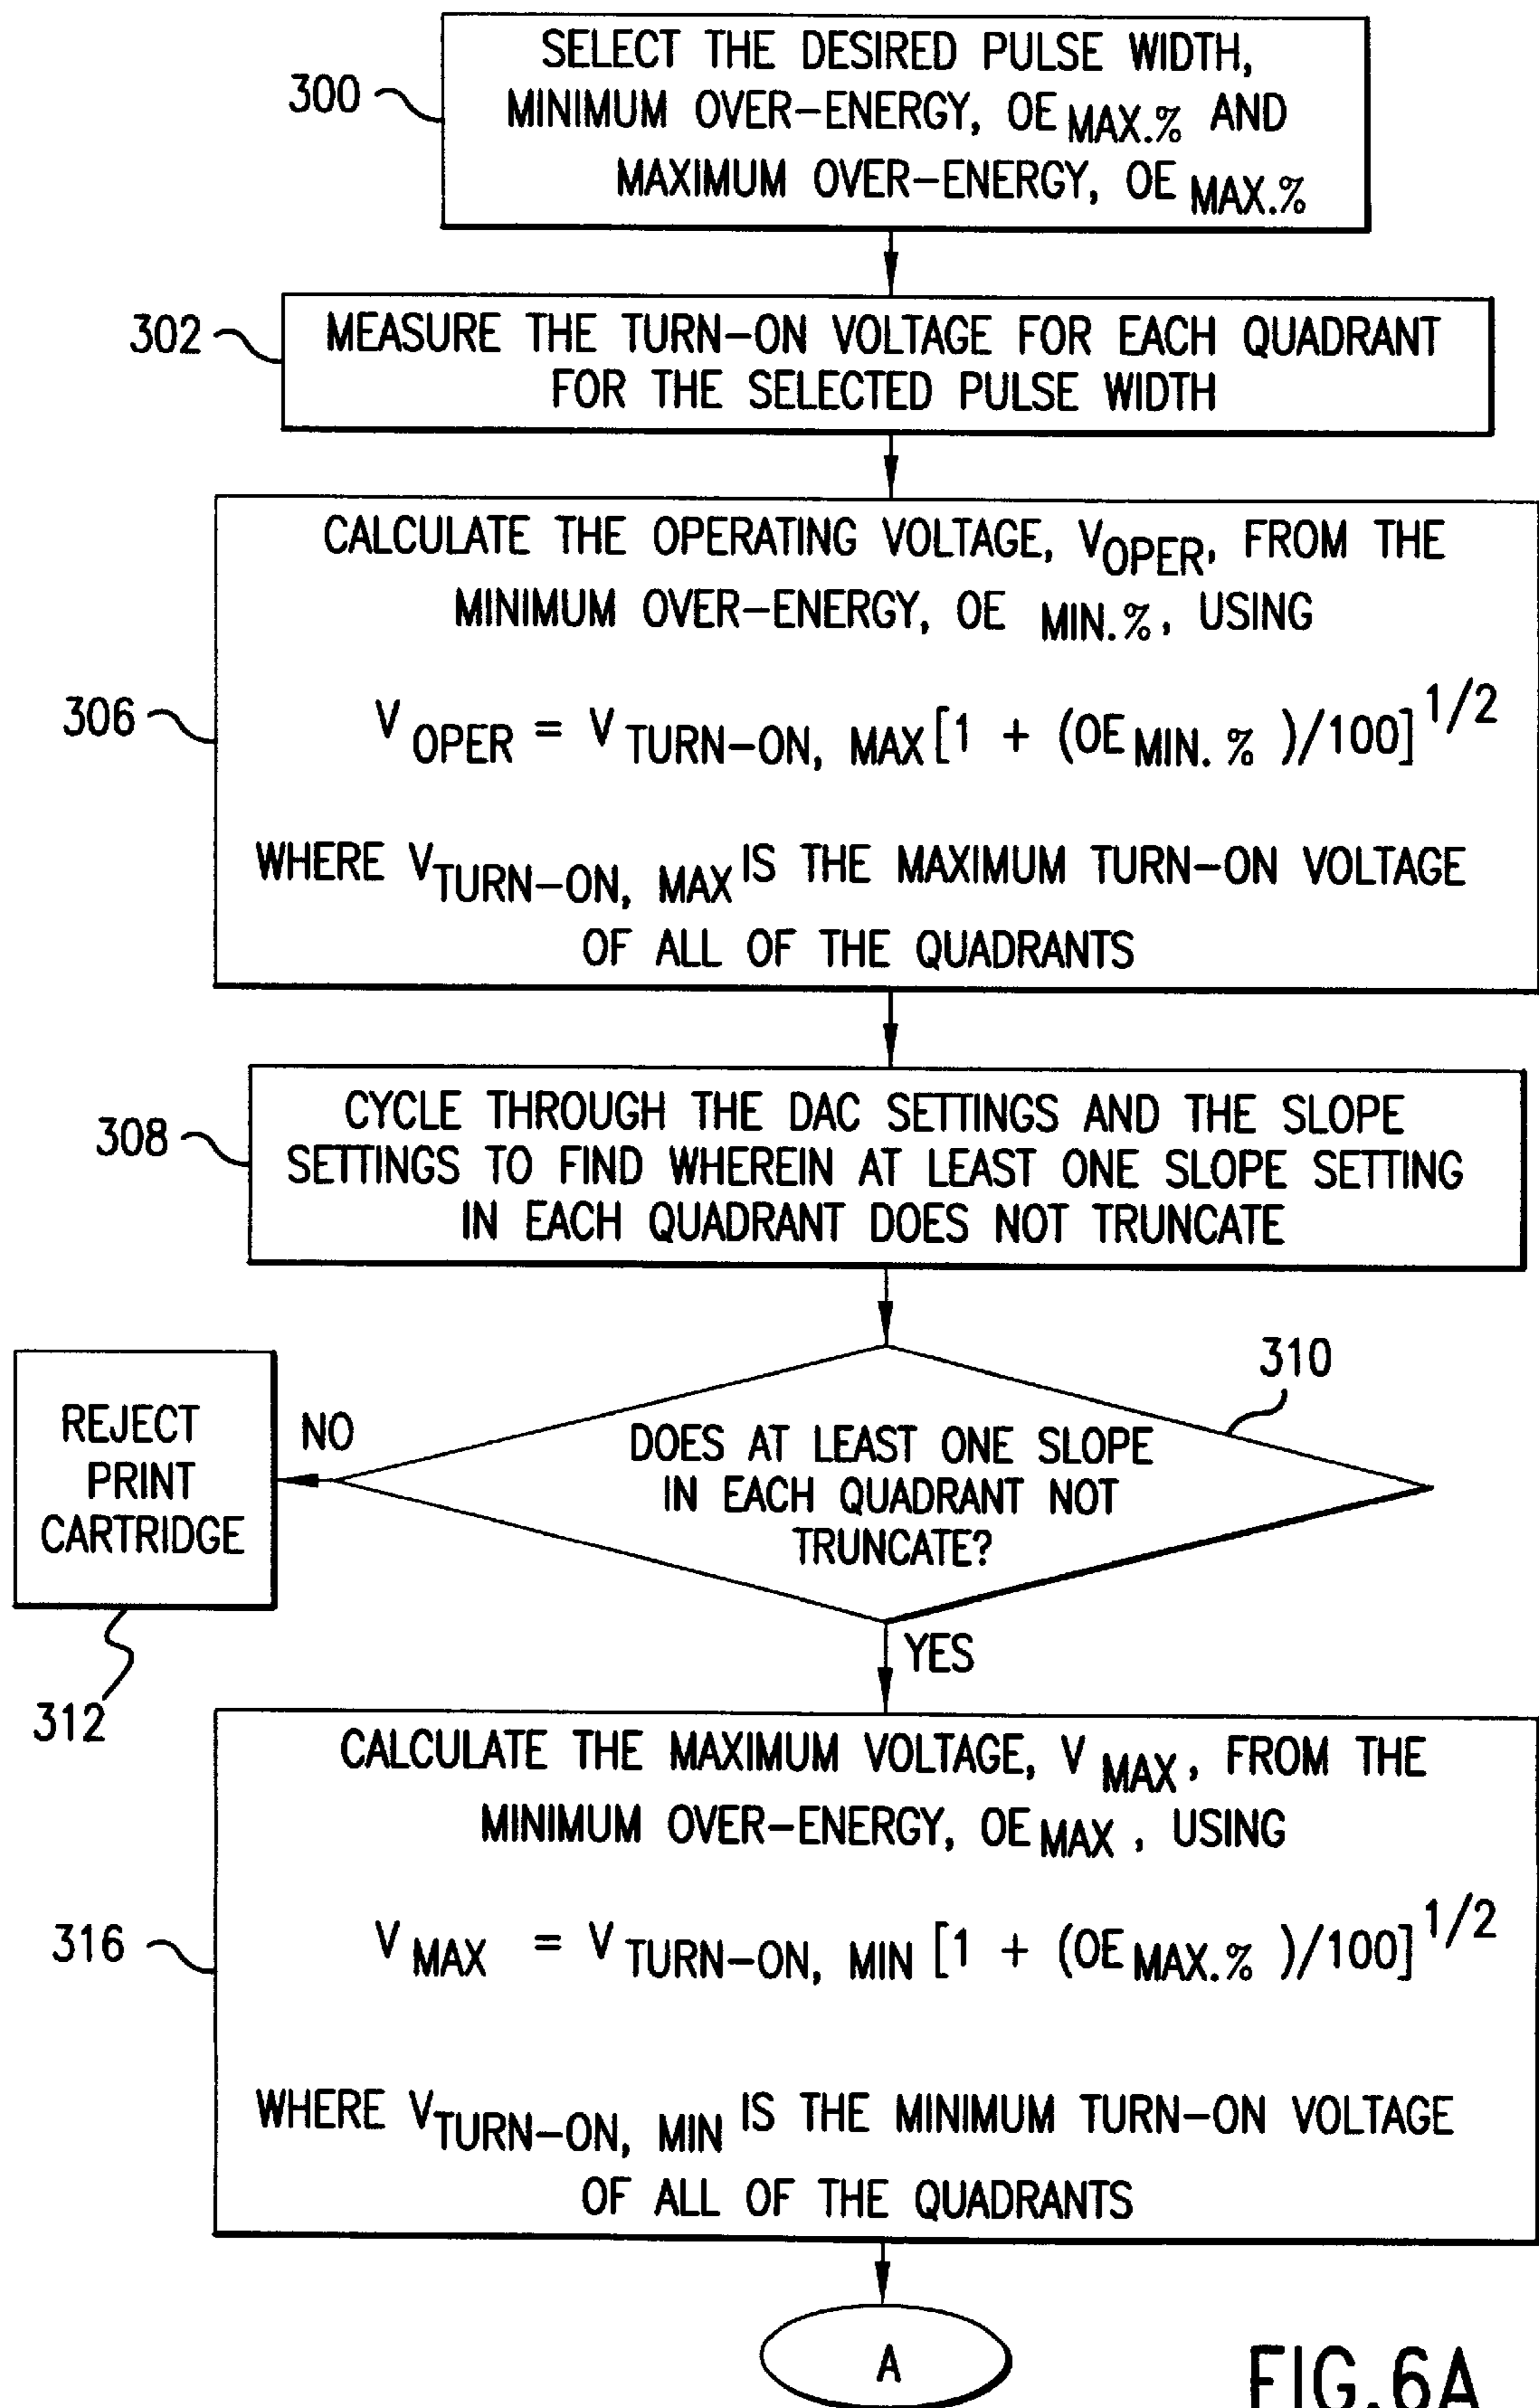 SELECT THE DESIRED PULSE WIDTH,
300
MINIMUM OVER-ENERGY, OE MAX.% AND
MAXIMUM OVER-ENERGY, OE MAX.%
302
MEASURE THE TURN-ON VOLTAGE FOR EACH QUADRANT
FOR THE SELECTED PULSE WIDTH
CALCULATE THE OPERATING VOLTAGE, VOPER, FROM THE
MINIMUM OVER-ENERGY, OE MIN.%, USING
306
V OPER = V TURN-ON, MAX [1 + (OE MIN. % )/100] 1/2
WHERE VTURN-ON, MAX IS THE MAXIMUM TURN-ON VOLTAGE
OF ALL OF THE QUADRANTS
308
CYCLE THROUGH THE DAC SETTINGS AND THE SLOPE
SETTINGS TO FIND WHEREIN AT LEAST ONE SLOPE SETTING
IN EACH QUADRANT DOES NOT TRUNCATE
310
DOES AT LEAST ONE SLOPE
IN EACH QUADRANT NOT
TRUNCATE?
NO
REJECT
PRINT
CARTRIDGE
312
YES
CALCULATE THE MAXIMUM VOLTAGE, V MAX, FROM THE
MINIMUM OVER-ENERGY, OE MAX , USING
316
V MAX = V TURN-ON, MIN [1 + (OE MAX.% )/100] 1/2
WHERE VTURN-ON, MIN IS THE MINIMUM TURN-ON VOLTAGE
OF ALL OF THE QUADRANTS
A
FIG.6A